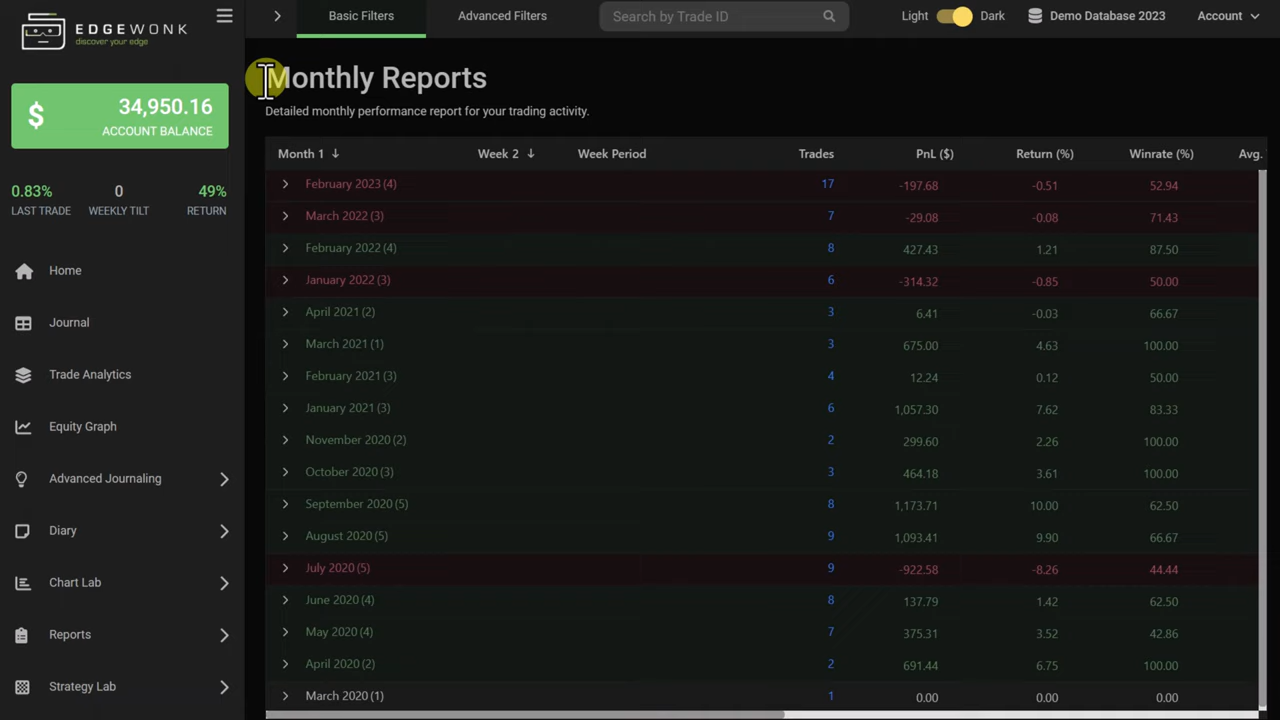 EDGEWONK
discover your edge
Basic Filters
Advanced Filters
Search by Trade ID
Light
Dark
Demo Database 2023
Account
$
34,950.16
ACCOUNT BALANCE
0.83%
LAST TRADE
0
WEEKLY TILT
49%
RETURN
Home
Journal
Trade Analytics
Equity Graph
Advanced Journaling
Diary
Chart Lab
Reports
Strategy Lab
Monthly Reports
Detailed monthly performance report for your trading activity.
Month 1 ↓ Week 2 ↓ Week Period Trades PnL ($) Return (%) Winrate (%) Avg.
February 2023 (4) 17 -197.68 -0.51 52.94
March 2022 (3) 7 -29.08 -0.08 71.43
February 2022 (4) 8 427.43 1.21 87.50
January 2022 (3) 6 -314.32 -0.85 50.00
April 2021 (2) 3 6.41 -0.03 66.67
March 2021 (1) 3 675.00 4.63 100.00
February 2021 (3) 4 12.24 0.12 50.00
January 2021 (3) 6 1,057.30 7.62 83.33
November 2020 (2) 2 299.60 2.26 100.00
October 2020 (3) 3 464.18 3.61 100.00
September 2020 (5) 8 1,173.71 10.00 62.50
August 2020 (5) 9 1,093.41 9.90 66.67
July 2020 (5) 9 -922.58 -8.26 44.44
June 2020 (4) 8 137.79 1.42 62.50
May 2020 (4) 7 375.31 3.52 42.86
April 2020 (2) 2 691.44 6.75 100.00
March 2020 (1) 1 0.00 0.00 0.00